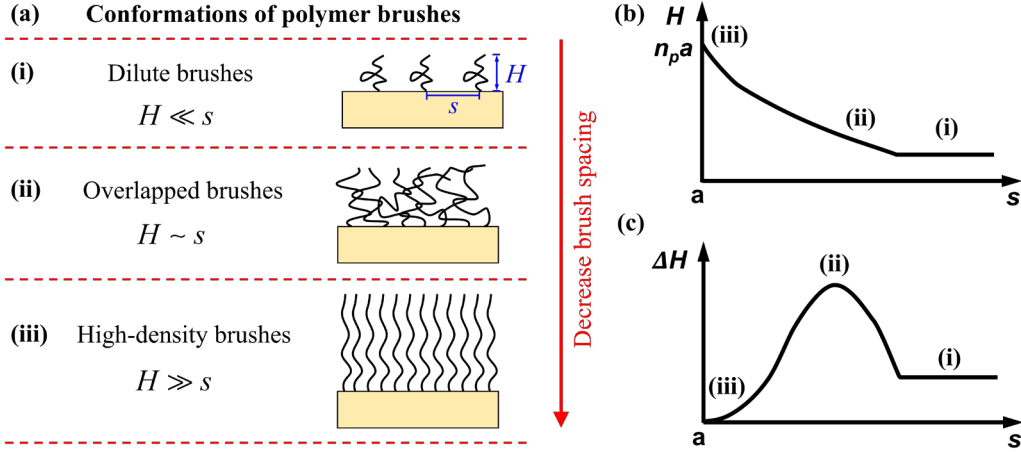 (a) Conformations of polymer brushes
(i) Dilute brushes
H ≪ s
H
s
(ii) Overlapped brushes
H ~ s
(iii) High-density brushes
H ≫ s
Decrease brush spacing
(b)
H
nₚa
(iii)
(ii)
(i)
a
s
(c)
ΔH
(ii)
(i)
(iii)
a
s